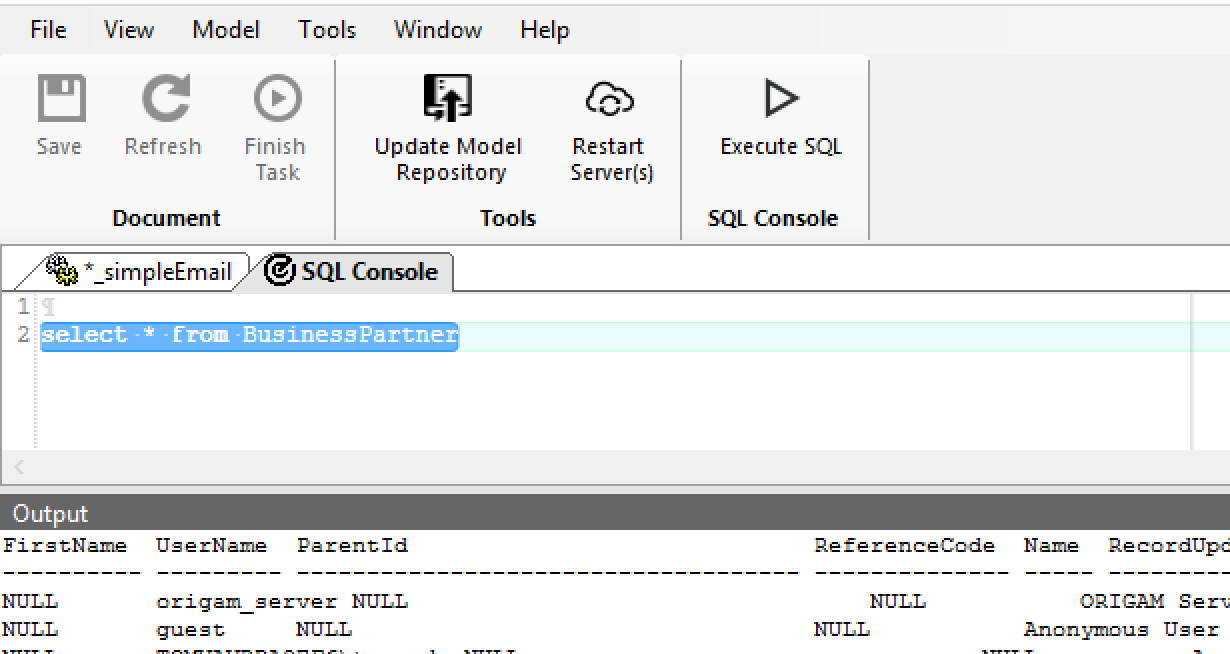 File View Model Tools Window Help
Save Refresh Finish Task Update Model Repository Restart Server(s) Execute SQL
Document Tools SQL Console
*_simpleEmail SQL Console
1 ¶
2 select * from BusinessPartner
Output
FirstName UserName ParentId ReferenceCode Name RecordUpd
---------- --------- ------------------------------------ -------------- ----- ---------
NULL origam_server NULL NULL ORIGAM Serv
NULL guest NULL NULL Anonymous User